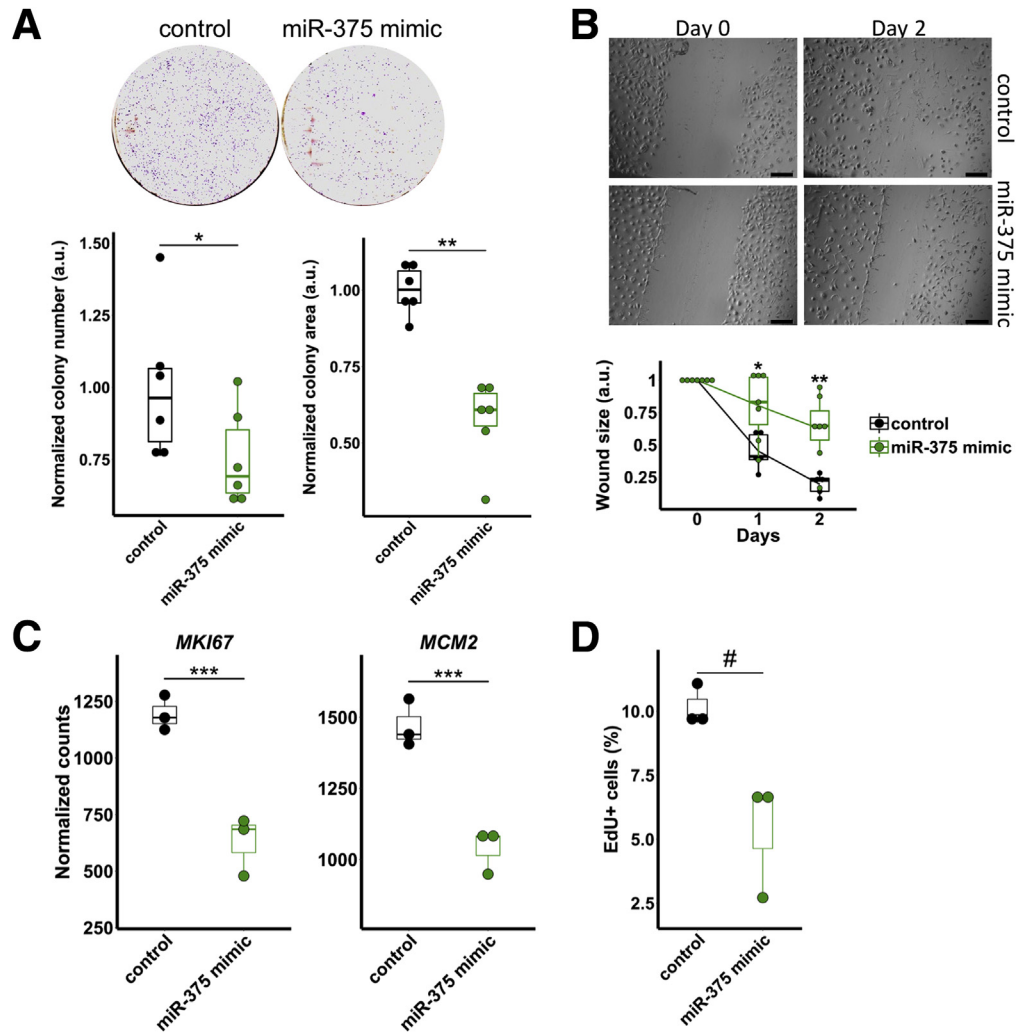 A
control
miR-375 mimic
Normalized colony number (a.u.)
1.50
1.25
1.00
0.75
*
control
miR-375 mimic
Normalized colony area (a.u.)
1.00
0.75
0.50
**
control
miR-375 mimic
B
Day 0
Day 2
control
miR-375 mimic
Wound size (a.u.)
1
0.75
0.5
0.25
*
**
0
1
2
Days
control
miR-375 mimic
C
MKI67
Normalized counts
1250
1000
750
500
250
***
control
miR-375 mimic
MCM2
1500
1250
1000
***
control
miR-375 mimic
D
EdU+ cells (%)
10.0
7.5
5.0
2.5
#
control
miR-375 mimic